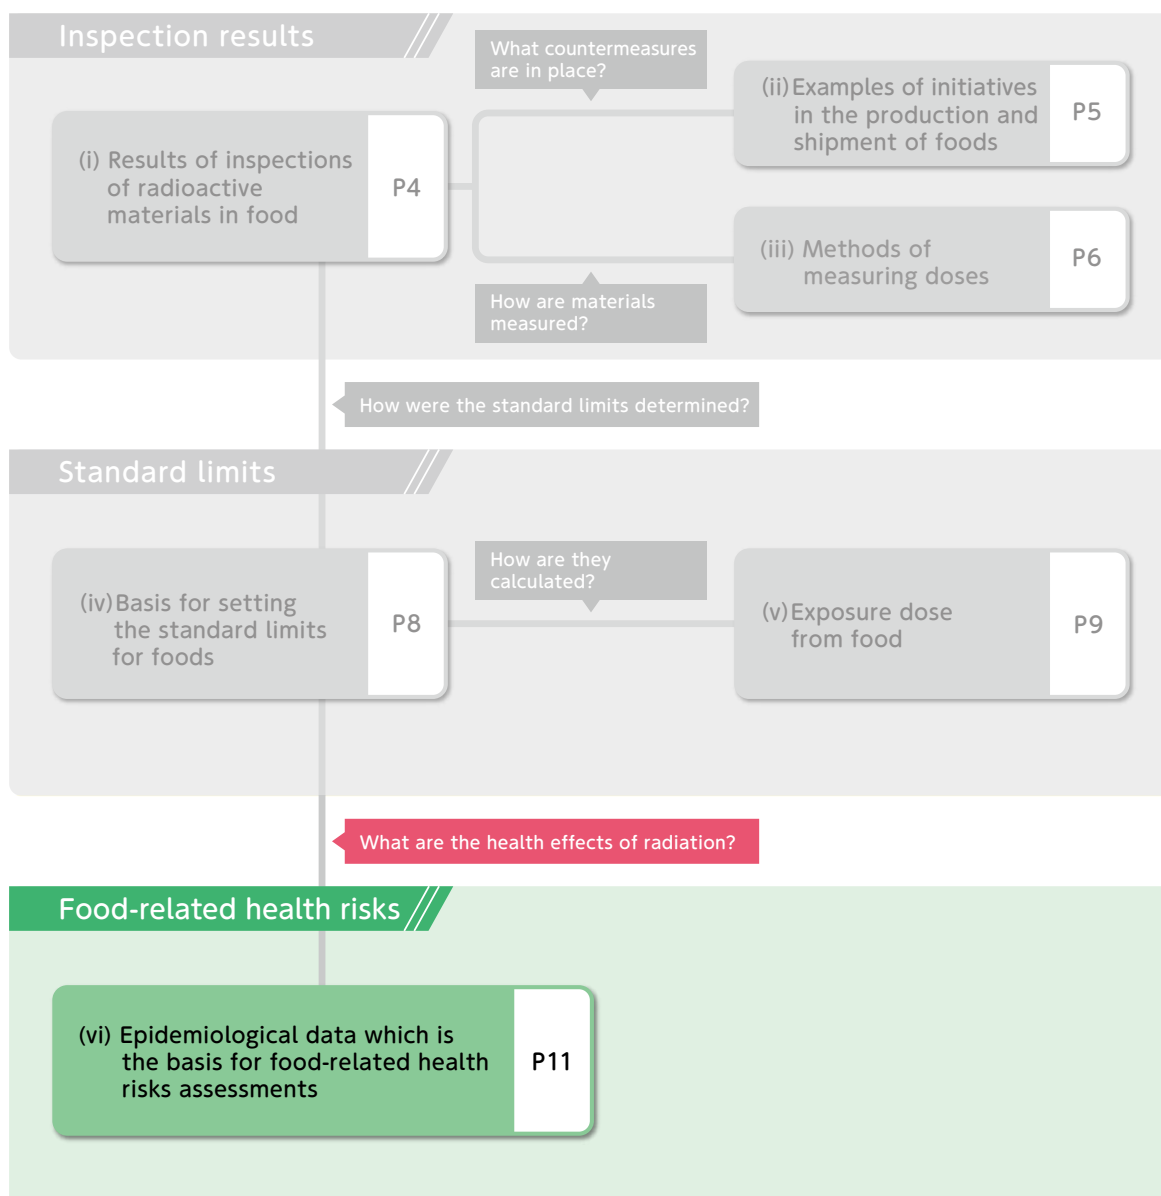 Inspection results
What countermeasures
are in place?
(i) Results of inspections
of radioactive
materials in food
P4
(ii) Examples of initiatives
in the production and
shipment of foods
P5
(iii) Methods of
measuring doses
P6
How are materials
measured?
How were the standard limits determined?
Standard limits
(iv) Basis for setting
the standard limits
for foods
P8
How are they
calculated?
(v) Exposure dose
from food
P9
What are the health effects of radiation?
Food-related health risks
(vi) Epidemiological data which is
the basis for food-related health
risks assessments
P11